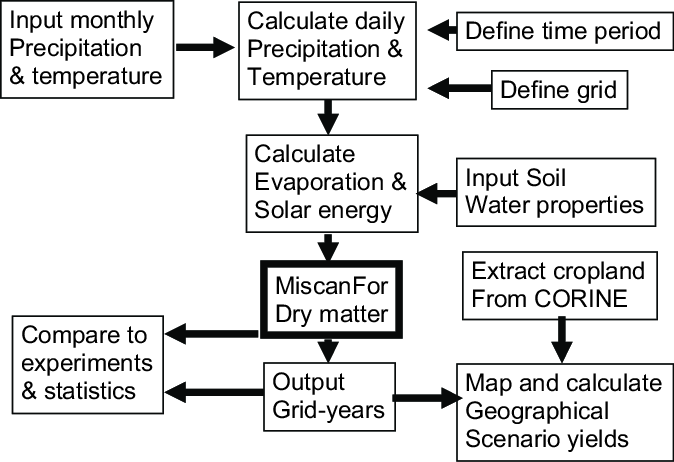 Input monthly
Precipitation
& temperature
Calculate daily
Precipitation &
Temperature
Define time period
Define grid
Calculate
Evaporation &
Solar energy
Input Soil
Water properties
MiscanFor
Dry matter
Extract cropland
From CORINE
Compare to
experiments
& statistics
Output
Grid-years
Map and calculate
Geographical
Scenario yields